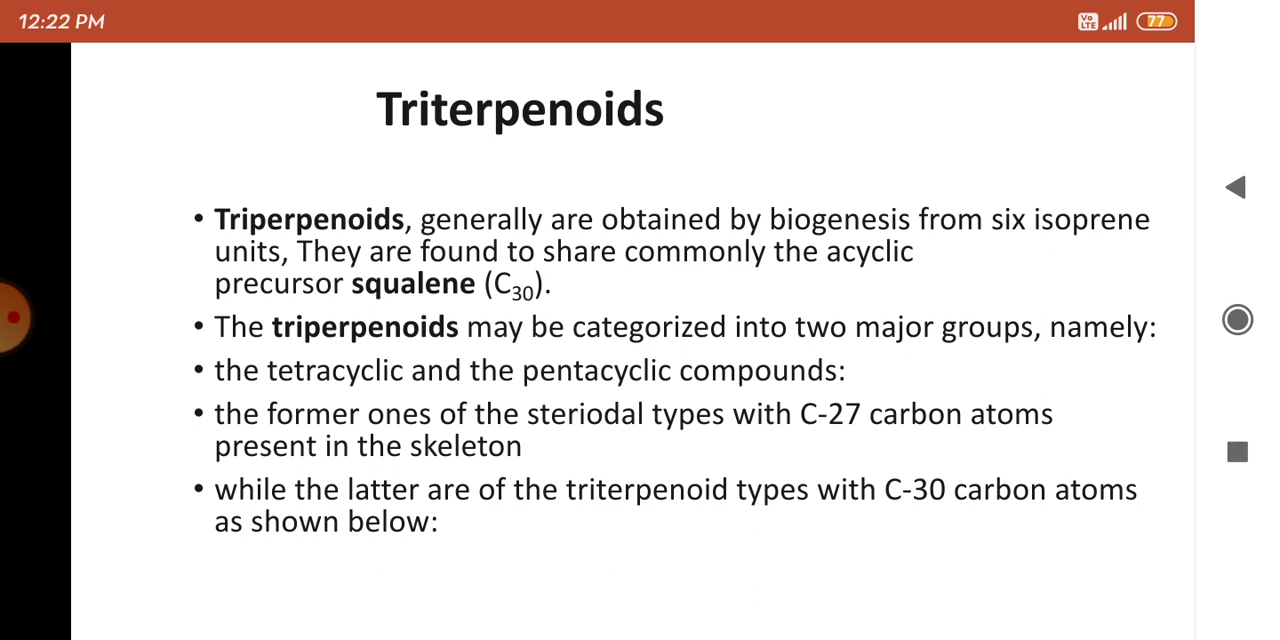 12:22 PM
Vo LTE
77
Triterpenoids
• Triperpenoids, generally are obtained by biogenesis from six isoprene
units, They are found to share commonly the acyclic
precursor squalene (C30).
• The triperpenoids may be categorized into two major groups, namely:
• the tetracyclic and the pentacyclic compounds:
• the former ones of the steriodal types with C-27 carbon atoms
present in the skeleton
• while the latter are of the triterpenoid types with C-30 carbon atoms
as shown below: